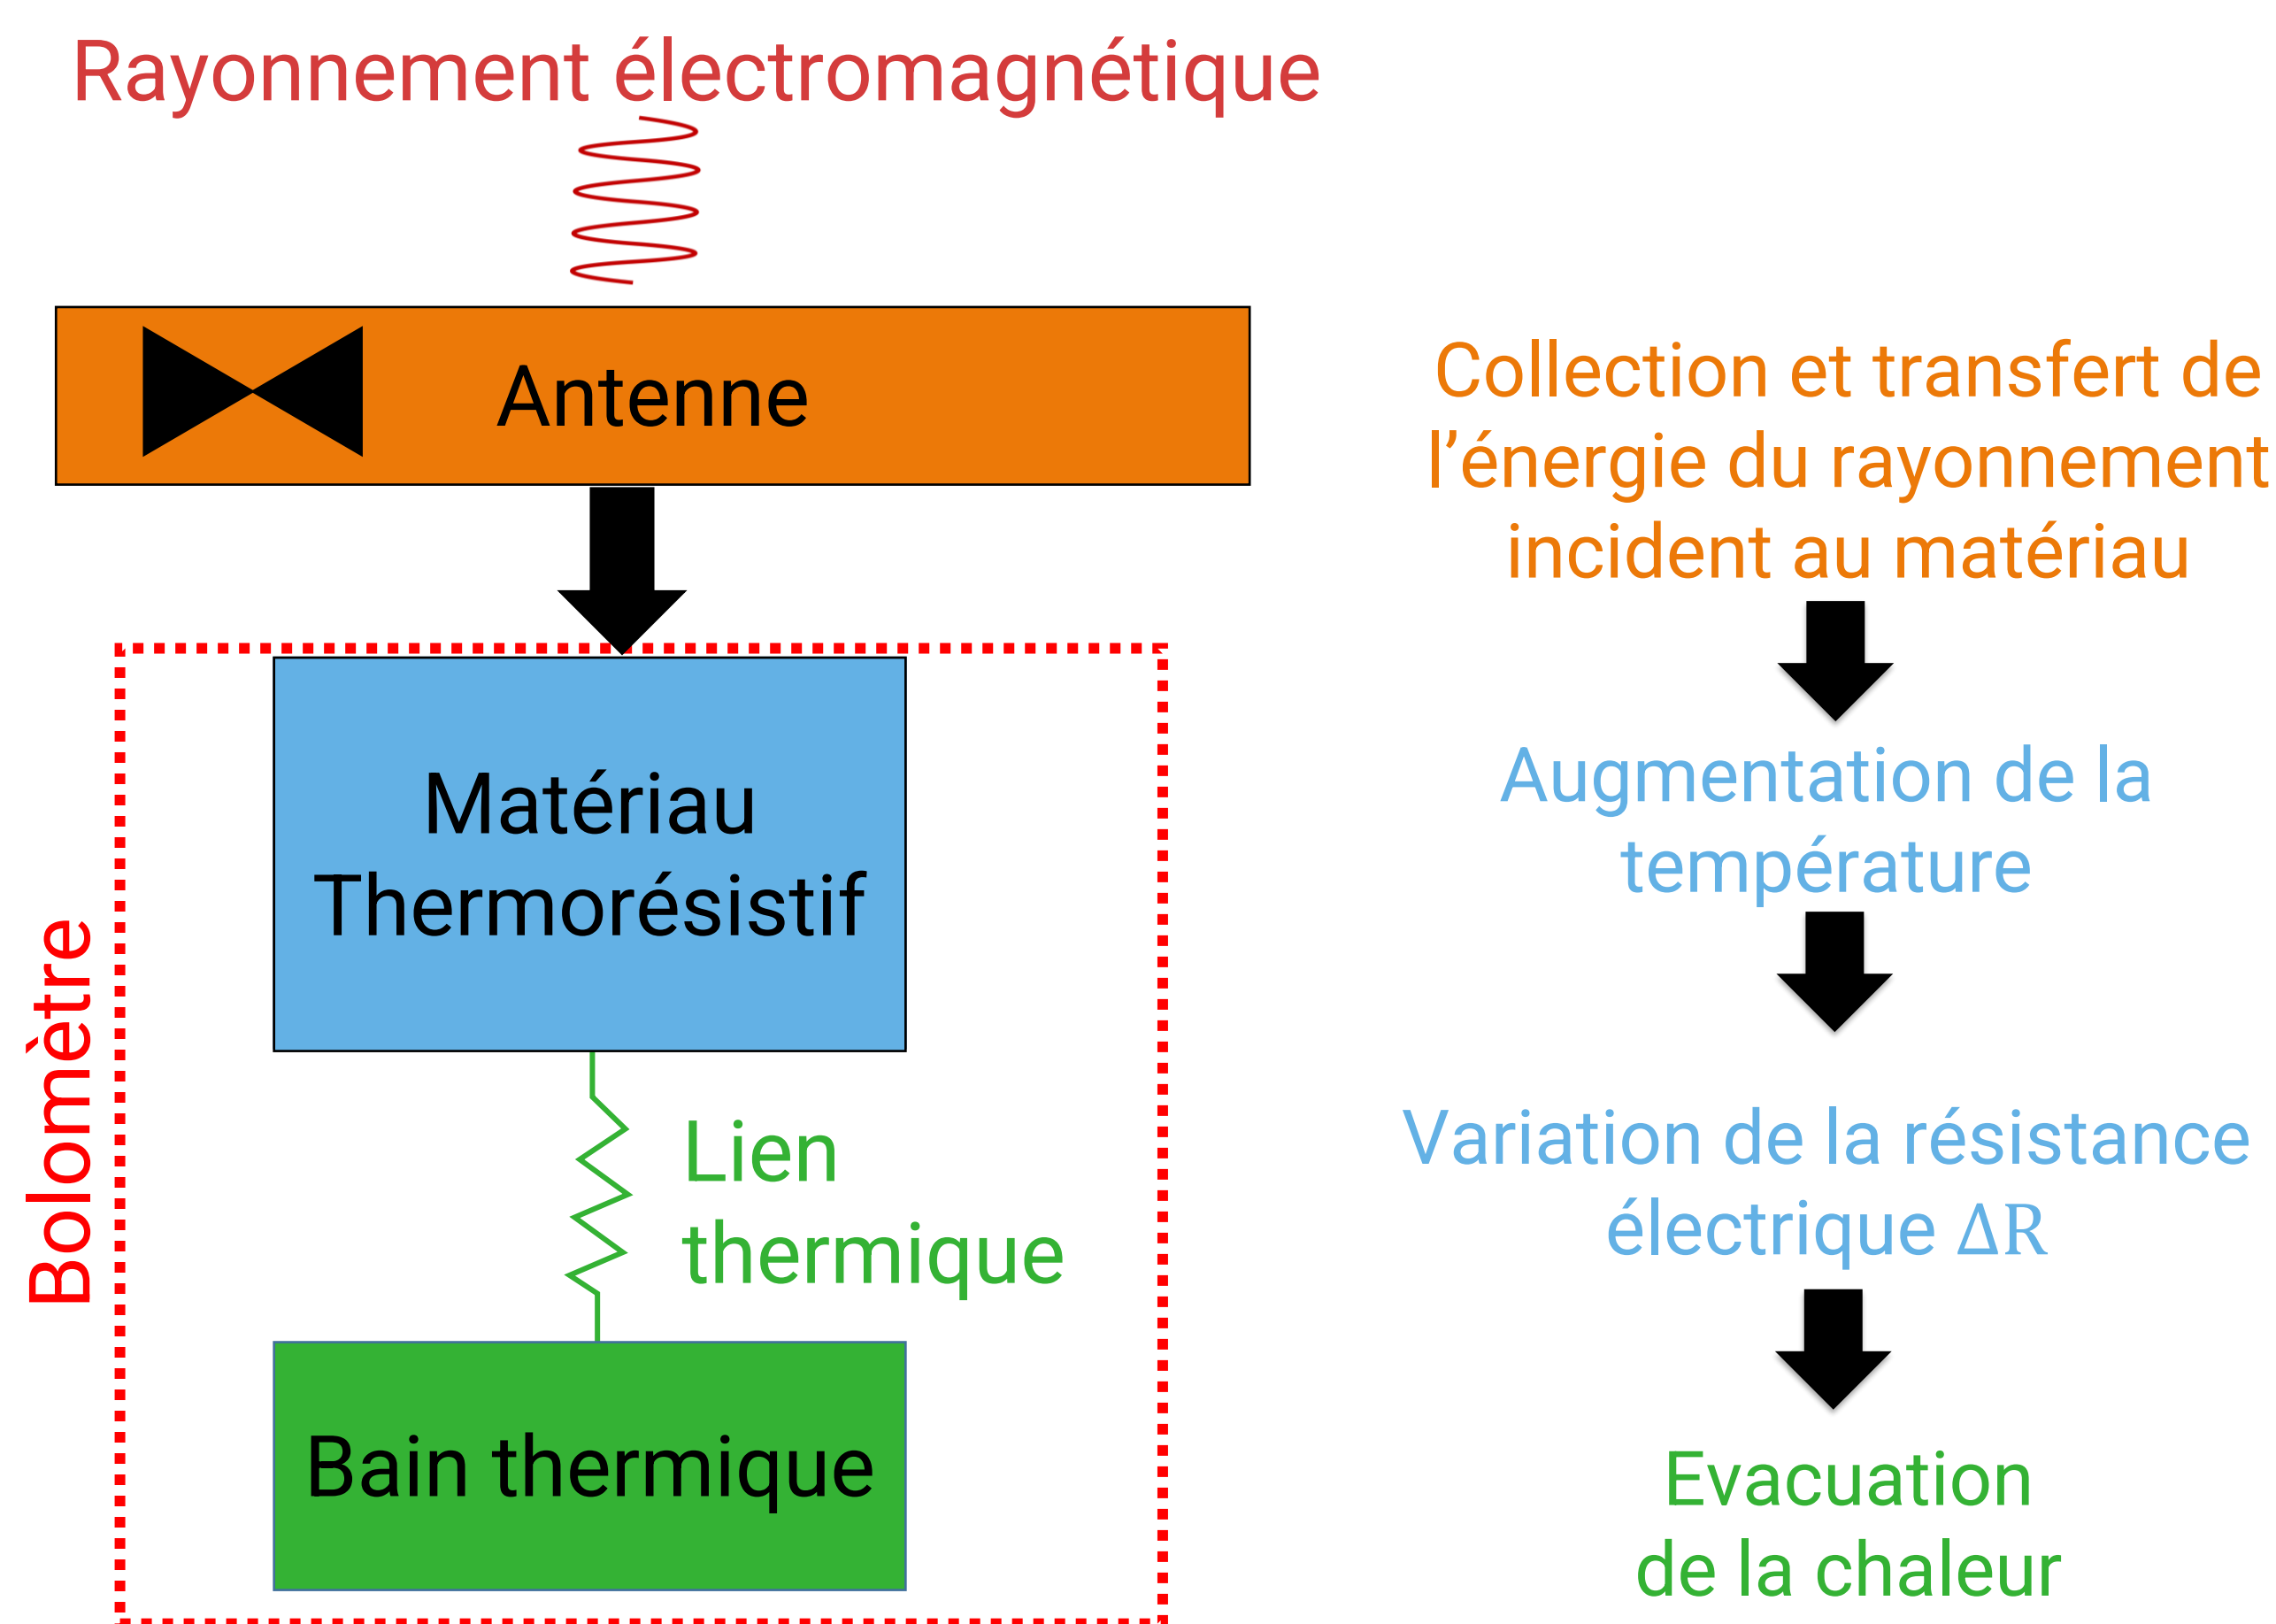 Rayonnement électromagnétique
Antenne
Matériau
Thermorésistif
Lien
thermique
Bain thermique
Bolomètre
Collection et transfert de
l’énergie du rayonnement
incident au matériau
Augmentation de la
température
Variation de la résistance
électrique ΔR
Evacuation
de la chaleur